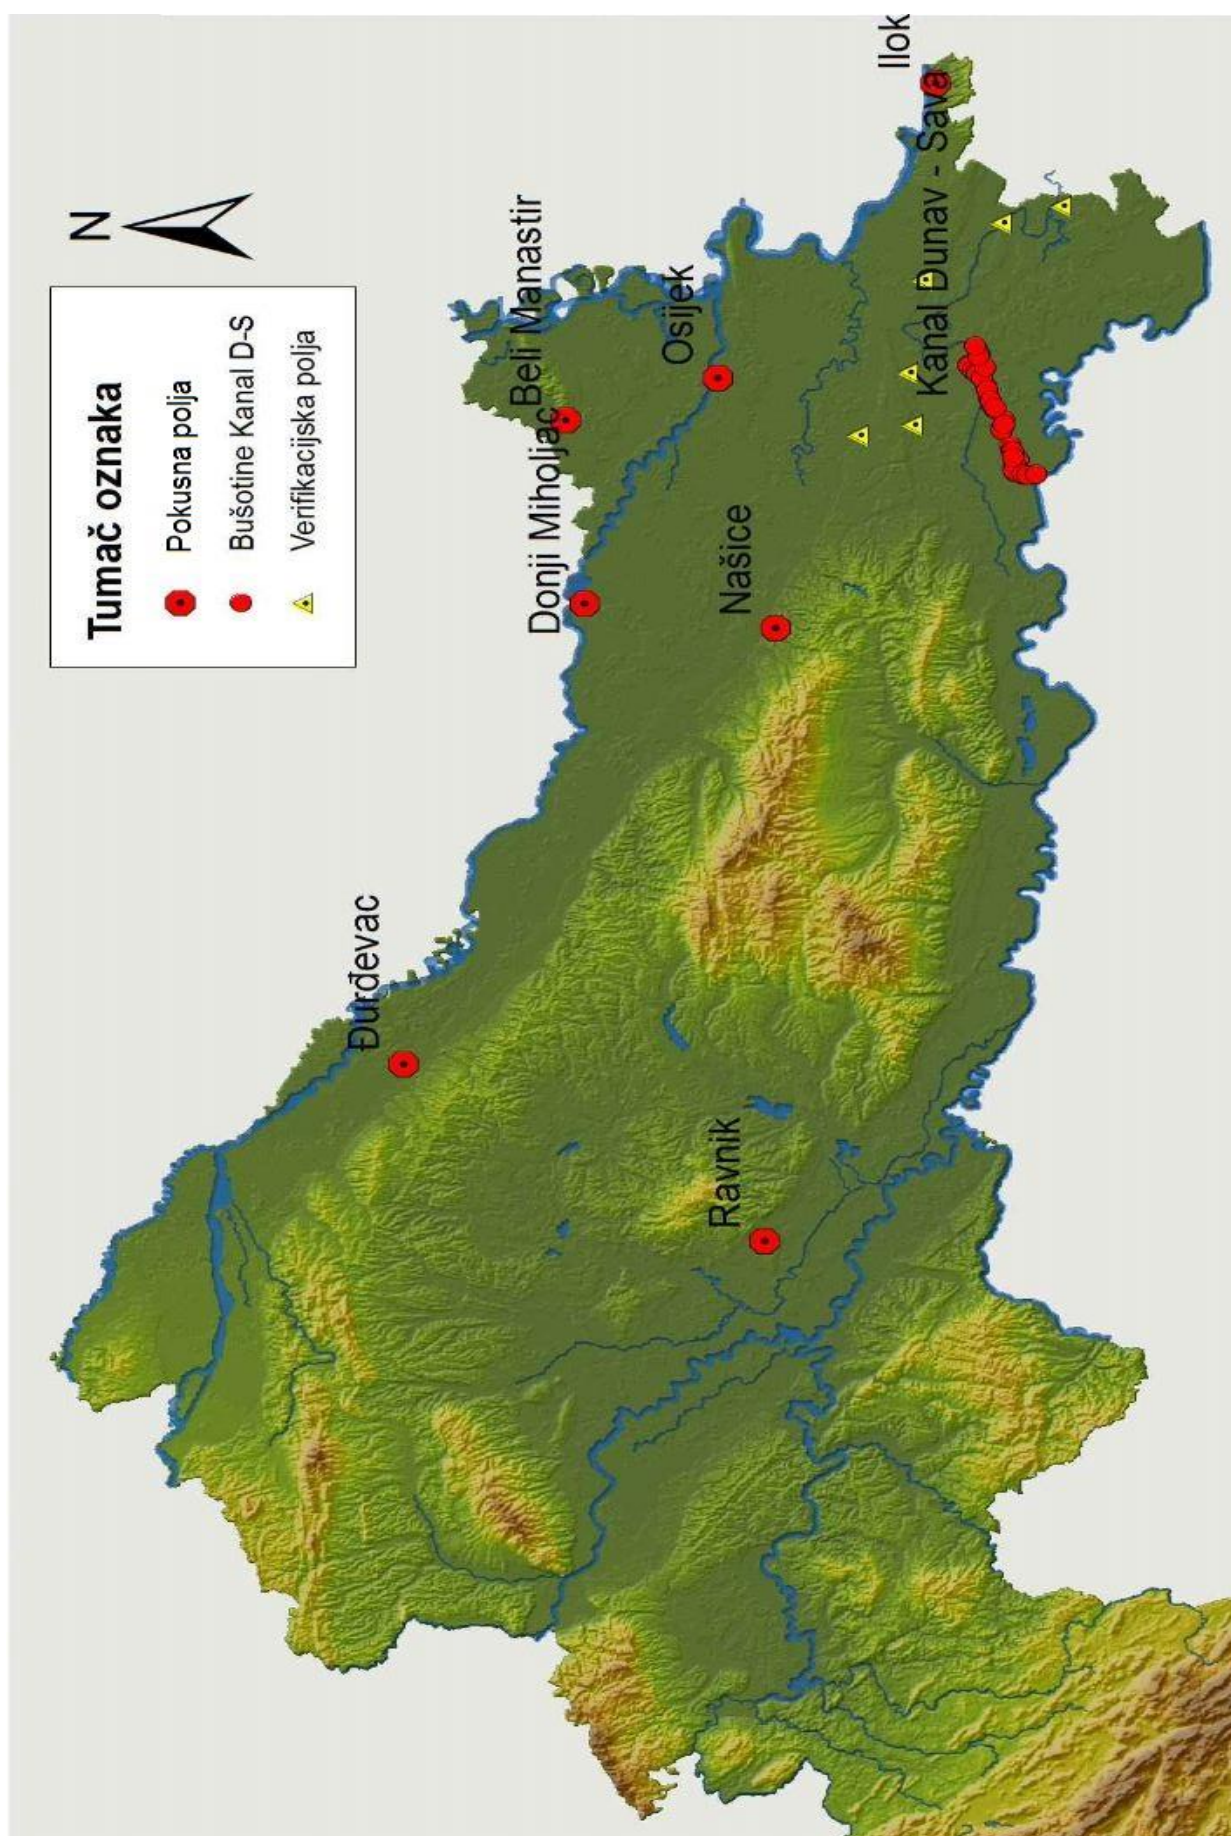 N
Tumač oznaka
Pokusna polja
Bušotine Kanal D-S
Verifikacijska polja
Đurđevac
Beli Manastir
Donji Miholjac
Osijek
Našice
Ravnik
Ilok
Kanal Dunav - Sava